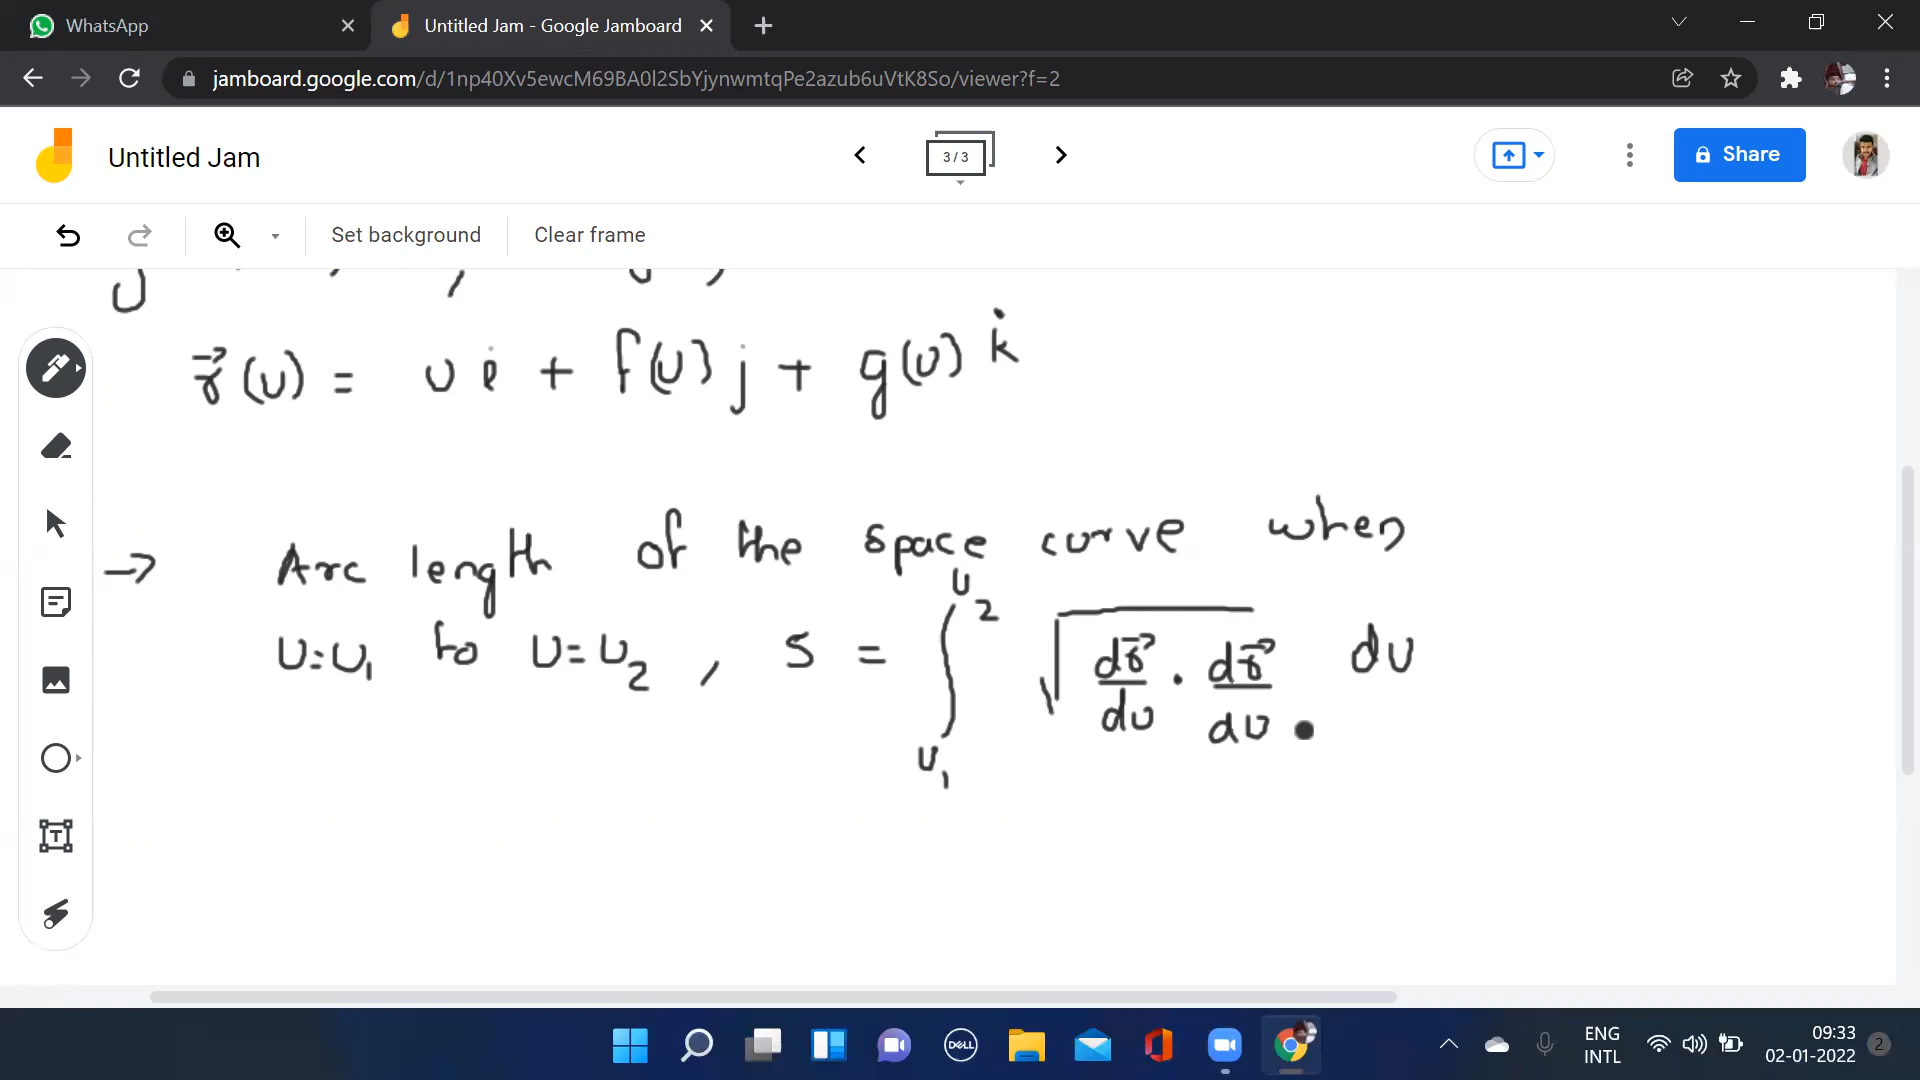 WhatsApp
Untitled Jam - Google Jamboard
jamboard.google.com/d/1np40Xv5ewcM69BA0l2SbYjynwmtqPe2azub6uVtK8So/viewer?f=2
Untitled Jam
3 / 3
Share
Set background
Clear frame
r⃗(u) = u i + f(u) j + g(u) k
→ Arc length of the space curve when
u=u₁ to u=u₂, s = ∫_{u₁}^{u₂} √(dr⃗/du · dr⃗/du) du
T
DELL
ENG
INTL
09:33
02-01-2022
2